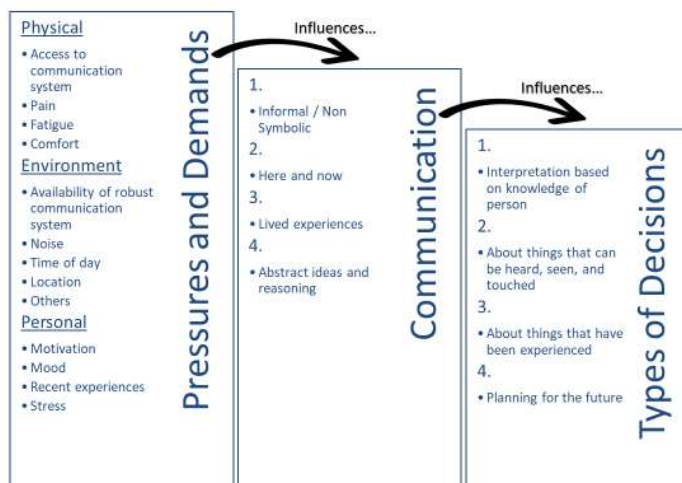 Physical
• Access to
communication
system
• Pain
• Fatigue
• Comfort
Environment
• Availability of robust
communication
system
• Noise
• Time of day
• Location
• Others
Personal
• Motivation
• Mood
• Recent experiences
• Stress
Pressures and Demands
Influences...
1.
• Informal / Non
Symbolic
2.
• Here and now
3.
• Lived experiences
4.
• Abstract ideas and
reasoning
Communication
Influences...
1.
• Interpretation based
on knowledge of
person
2.
• About things that can
be heard, seen, and
touched
3.
• About things that have
been experienced
4.
• Planning for the future
Types of Decisions